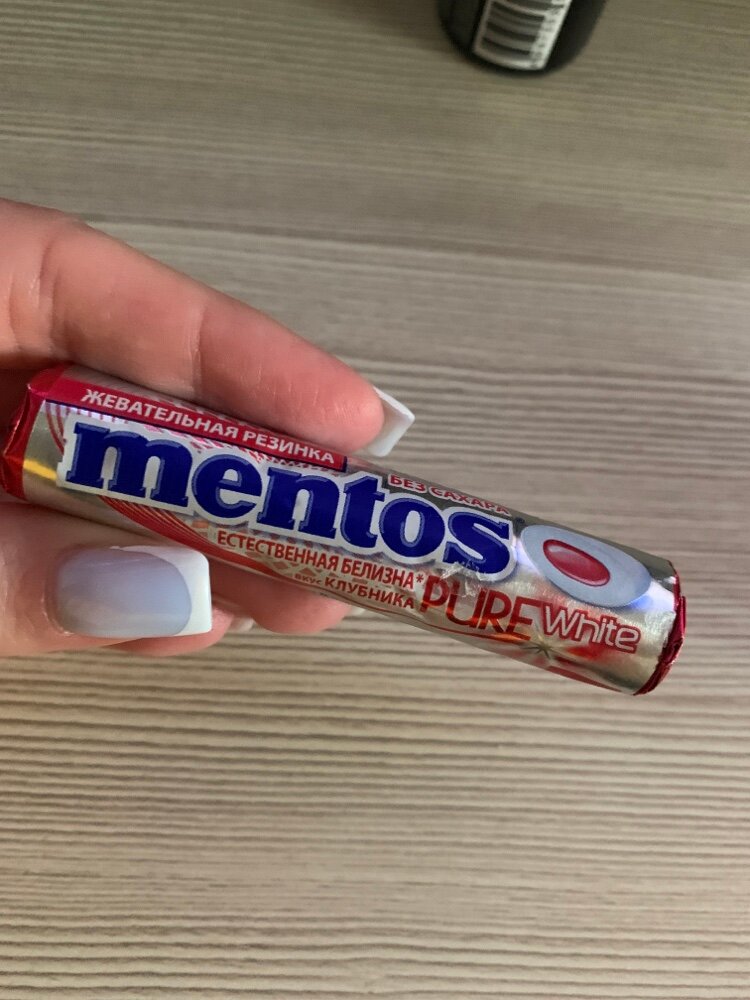 ЖЕВАТЕЛЬНАЯ РЕЗИНКА
БЕЗ САХАРА
mentos
ЕСТЕСТВЕННАЯ БЕЛИЗНА*
вкус КЛУБНИКА
PURE White